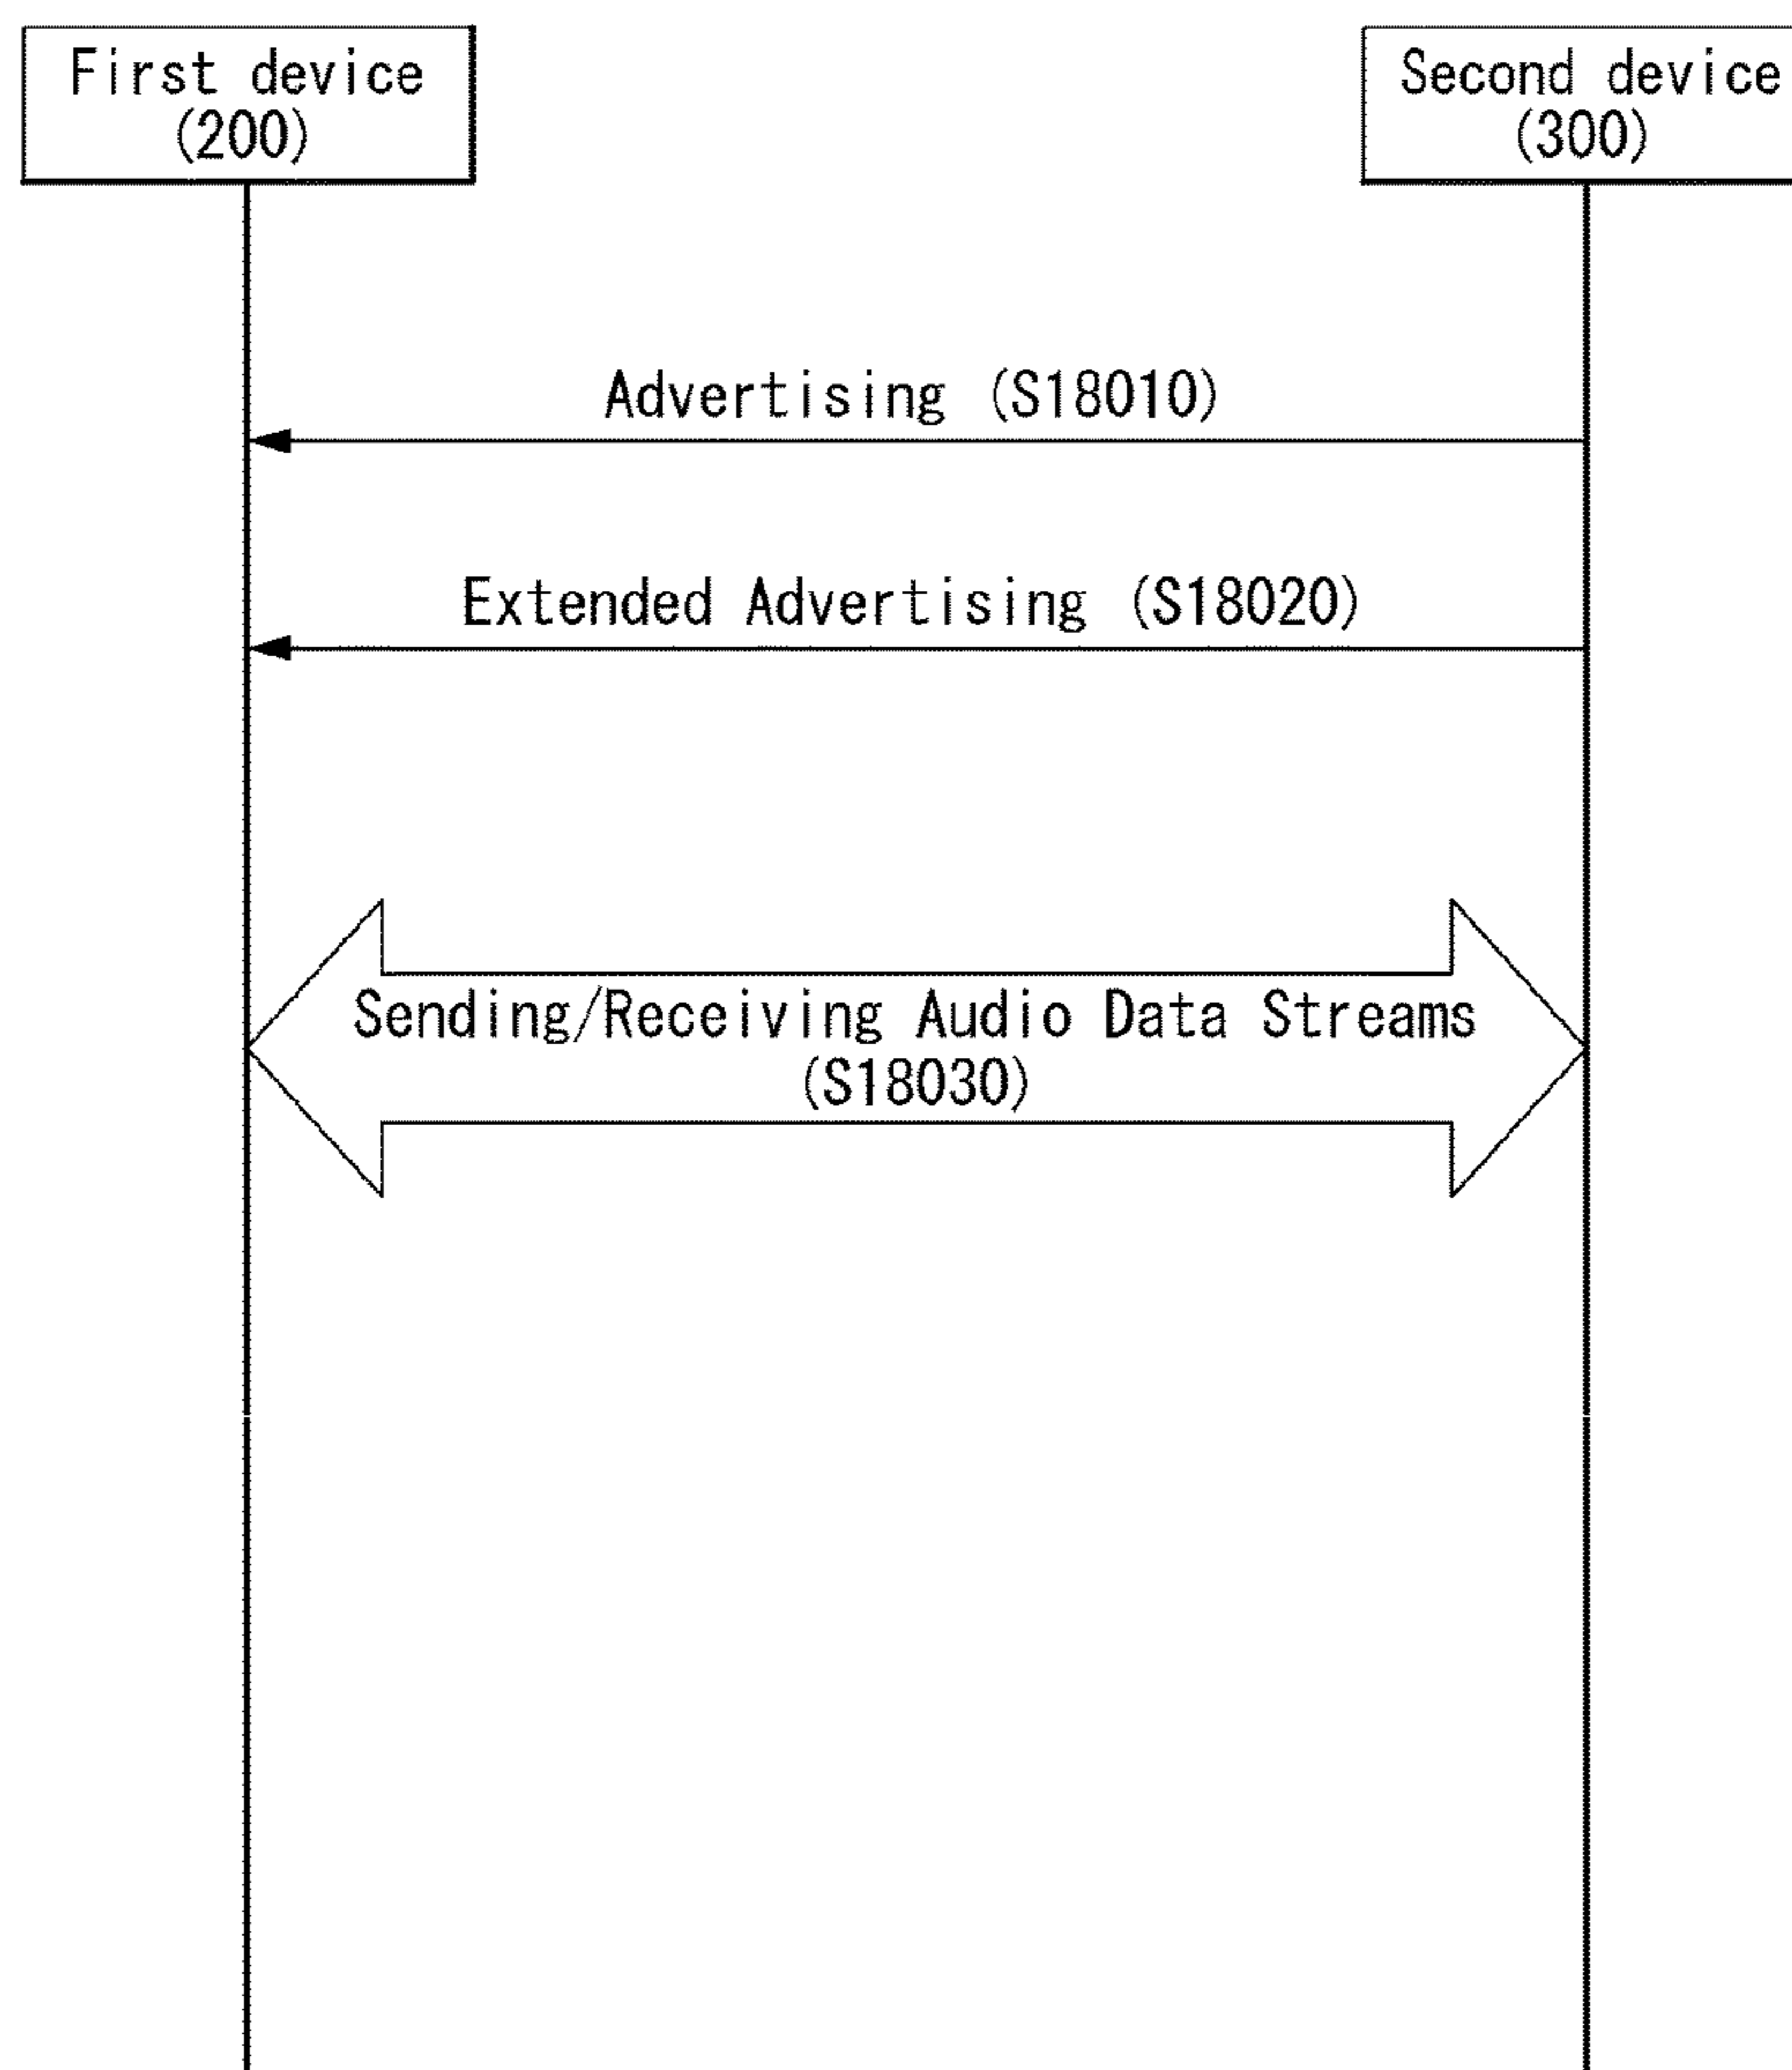 First device
(200)
Second device
(300)
Advertising (S18010)
Extended Advertising (S18020)
Sending/Receiving Audio Data Streams
(S18030)